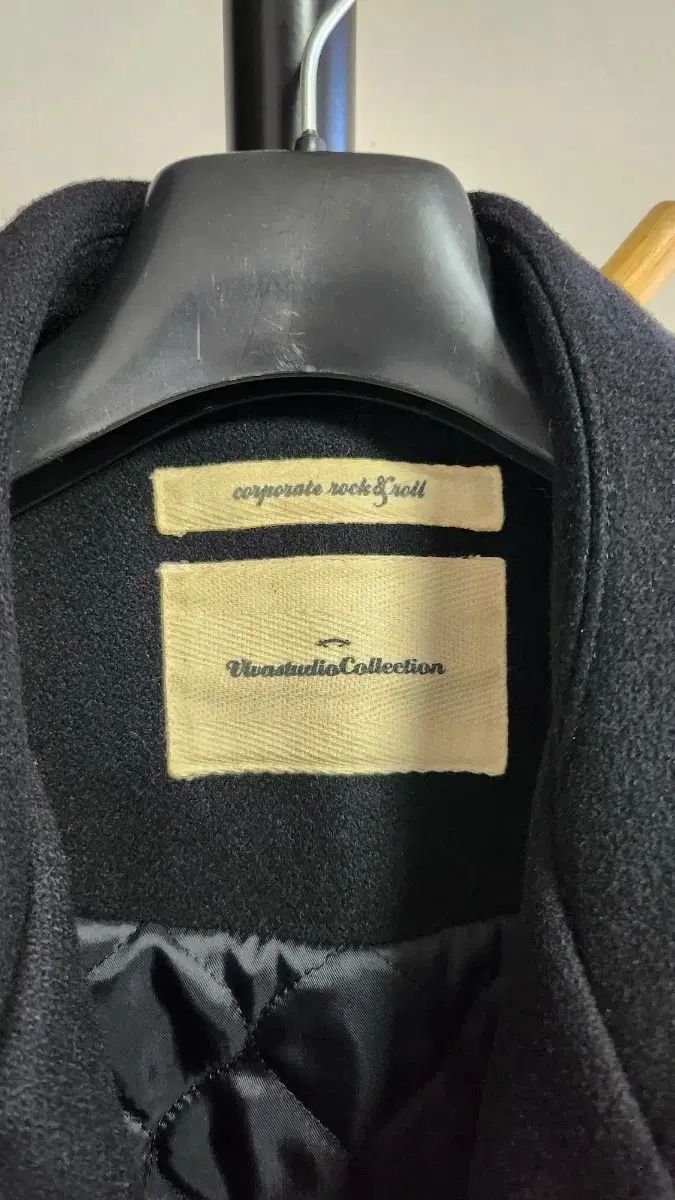 corporate rock & roll
VivastudioCollection